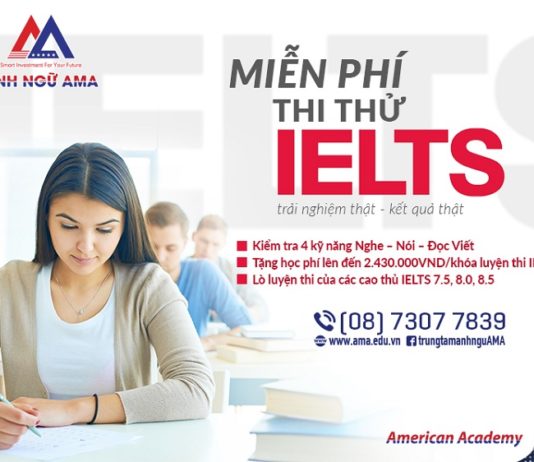 Smart Investment For Your Future
NH NGỮ AMA
MIỄN PHÍ
THI THỬ
IELTS
trải nghiệm thật - kết quả thật
Kiểm tra 4 kỹ năng Nghe – Nói – Đọc Viết
Tặng học phí lên đến 2.430.000VND/khóa luyện thi I
Lò luyện thi của các cao thủ IELTS 7.5, 8.0, 8.5
(08) 7307 7839
www.ama.edu.vn trungtamanhnguAMA
American Academy